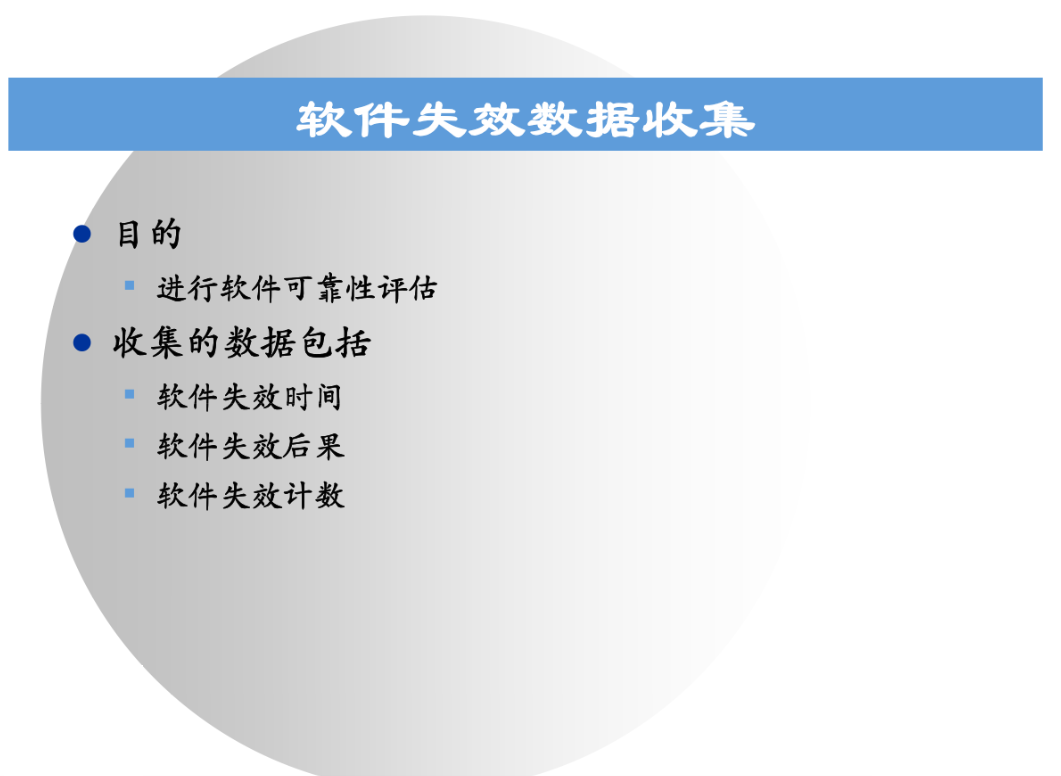 软件失效数据收集
目的
进行软件可靠性评估
收集的数据包括
软件失效时间
软件失效后果
软件失效计数